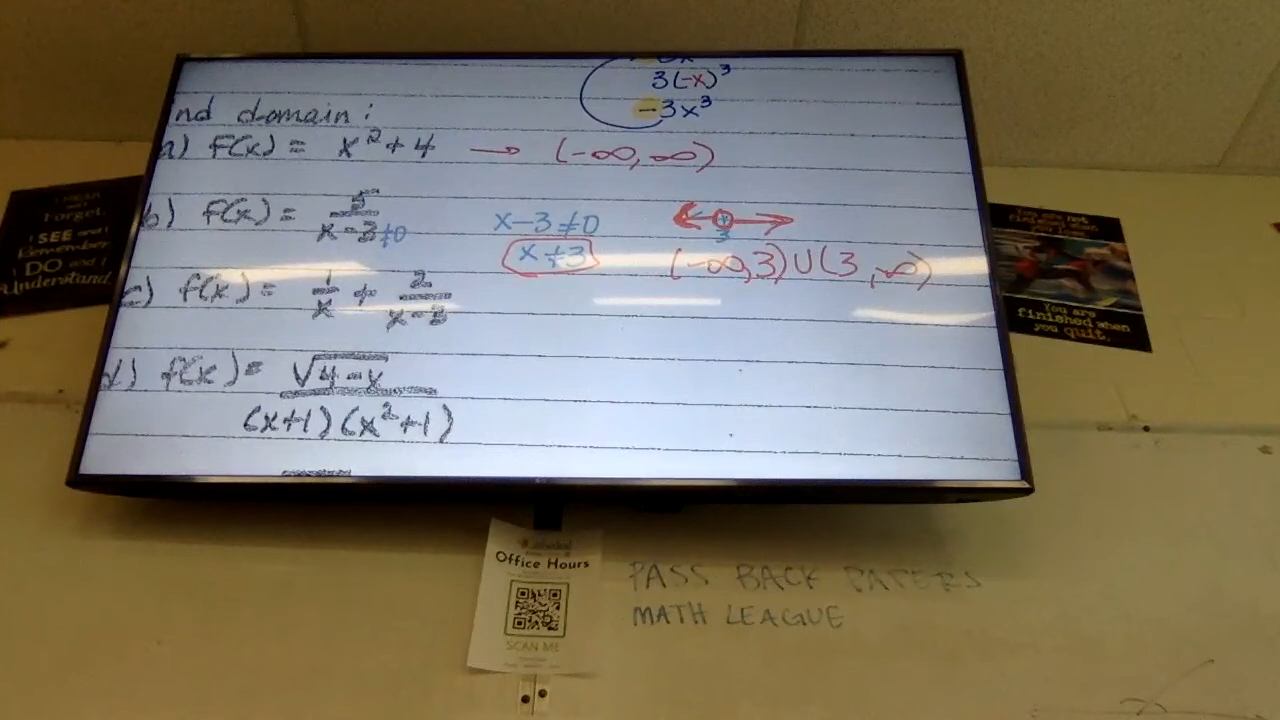 3(-x)³
-3x³
nd domain:
a) f(x) = x² + 4 → (-∞, ∞)
b) f(x) = 5/(x-3) ≠0 x-3≠0 3
x≠3 (-∞,3)U(3,∞)
c) f(x) = 1/x + 2/(x-3)
d) f(x) = √(4-x) / (x+1)(x²+1)
Forget.
I SEE and I
Remember.
I DO and I
Understand.
You are
finished when
you quit.
Office Hours
SCAN ME
PASS BACK PAPERS
MATH LEAGUE